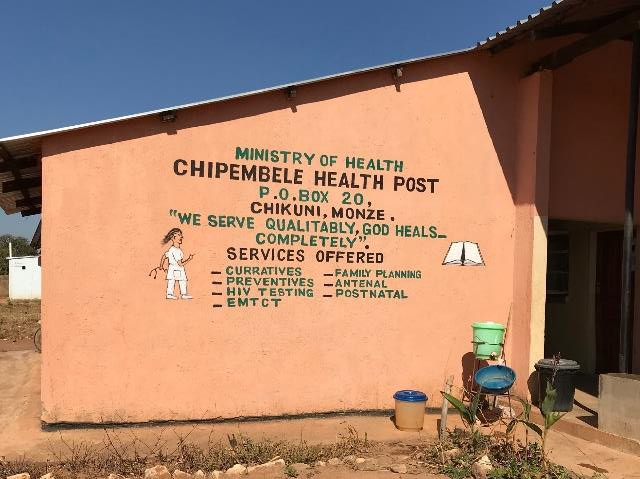 MINISTRY OF HEALTH
CHIPEMBELE HEALTH POST
P.O.BOX 20,
CHIKUNI, MONZE.
"WE SERVE QUALITABLY, GOD HEALS_
COMPLETELY".
SERVICES OFFERED
_ CURRATIVES
_ PREVENTIVES
_ HIV TESTING
_ EMTCT
_ FAMILY PLANNING
_ ANTENAL
_ POSTNATAL